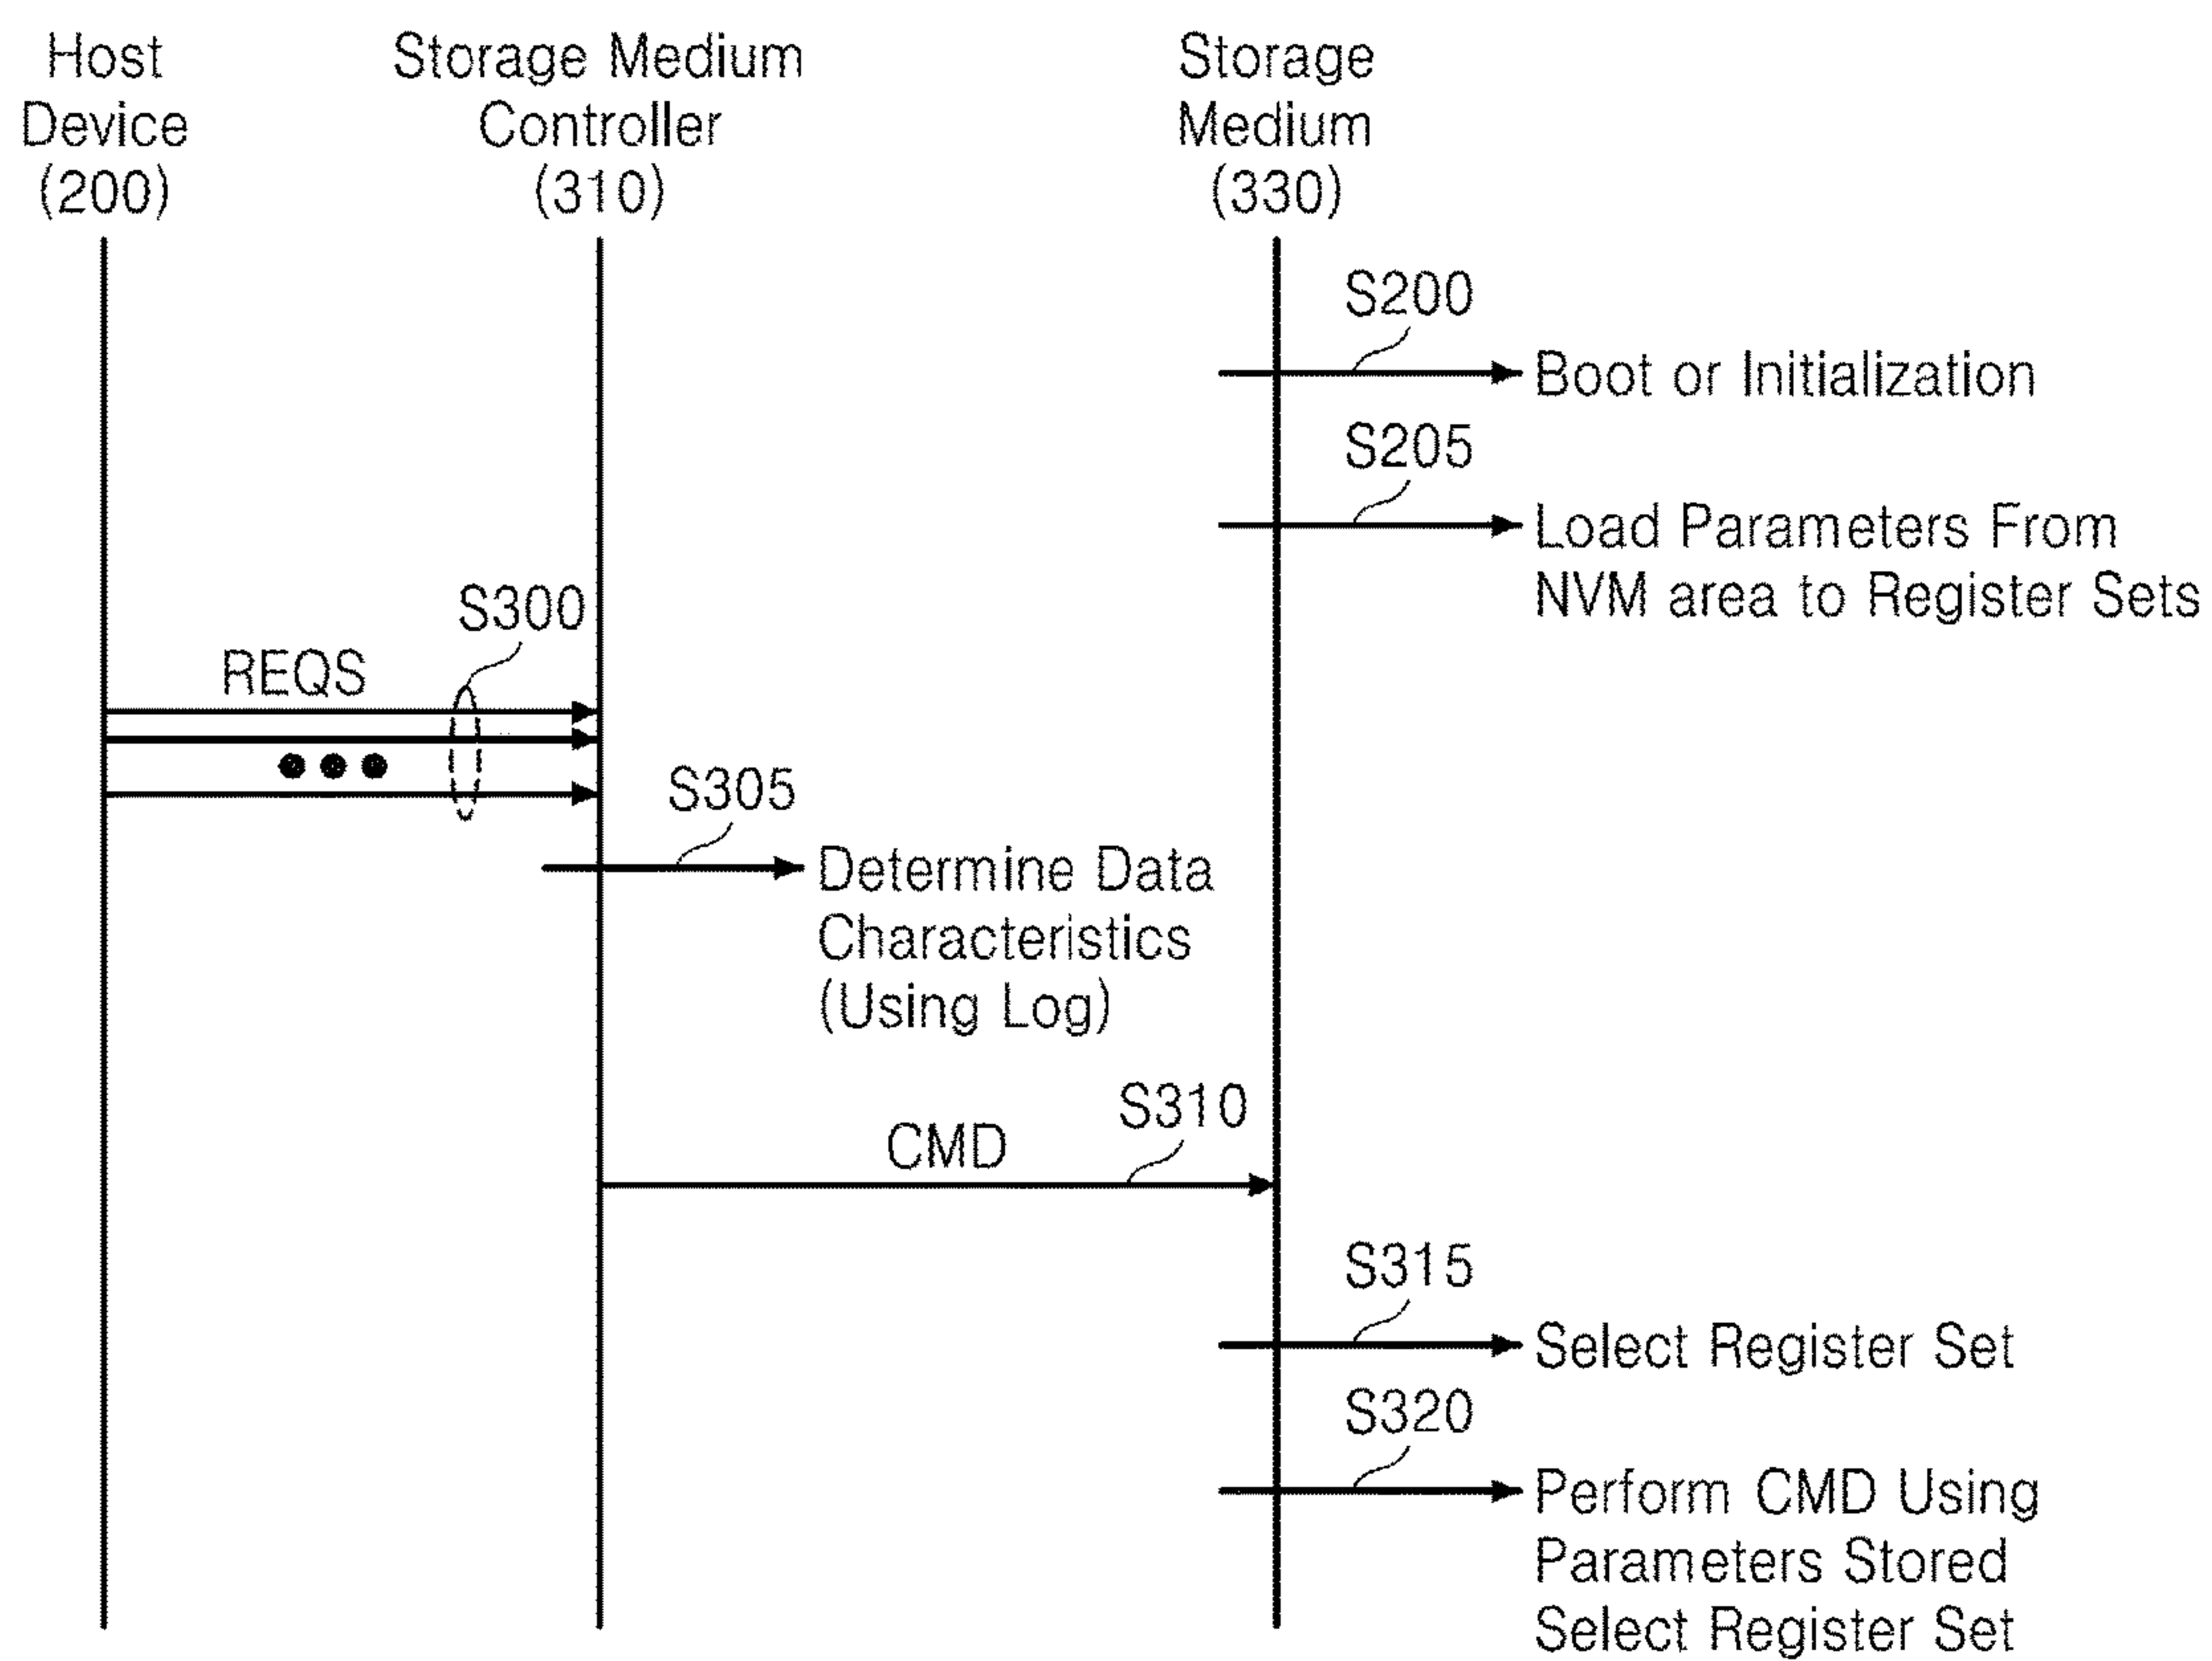 Host
Device
(200)
Storage Medium
Controller
(310)
Storage
Medium
(330)
S200
Boot or Initialization
S205
Load Parameters From
NVM area to Register Sets
S300
REQS
S305
Determine Data
Characteristics
(Using Log)
S310
CMD
S315
Select Register Set
S320
Perform CMD Using
Parameters Stored
Select Register Set